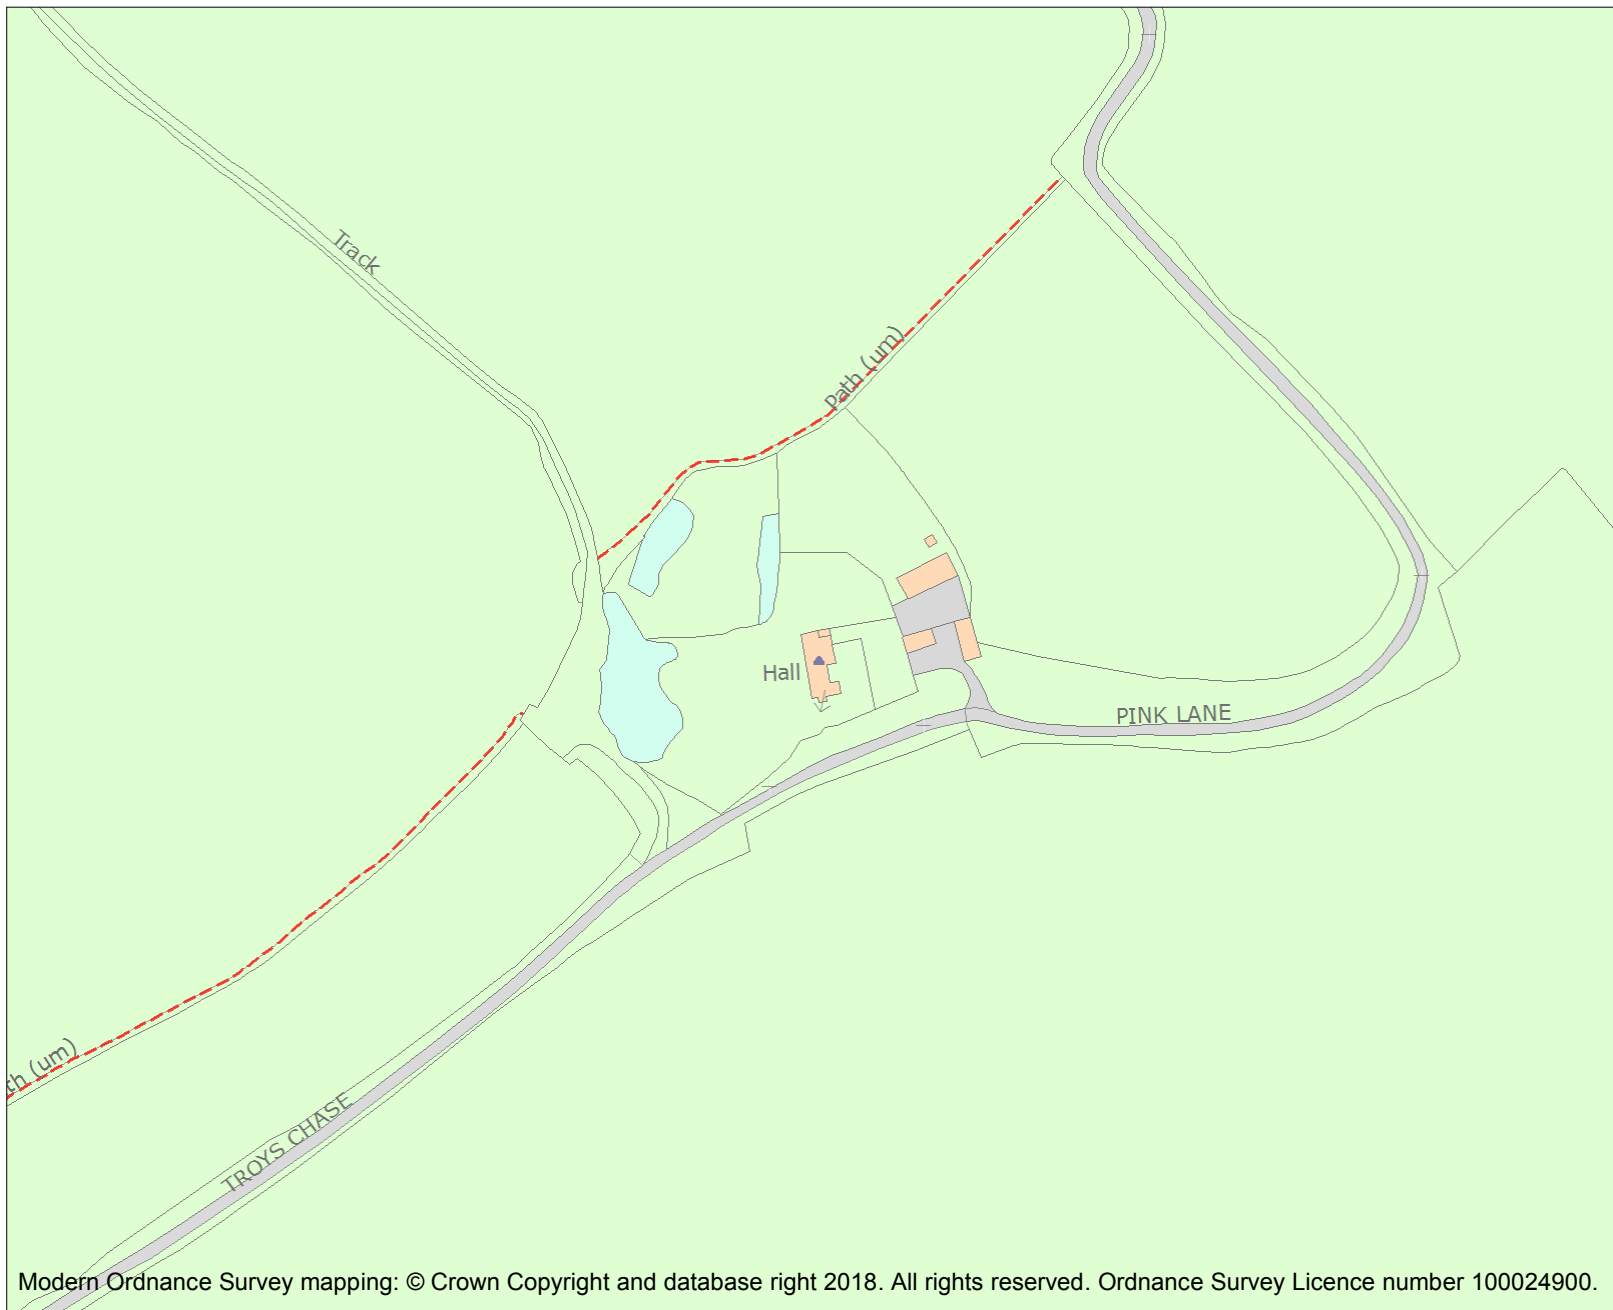 Track
Path (um)
Hall
PINK LANE
th (um)
TROYS CHASE
Modern Ordnance Survey mapping: © Crown Copyright and database right 2018. All rights reserved. Ordnance Survey Licence number 100024900.